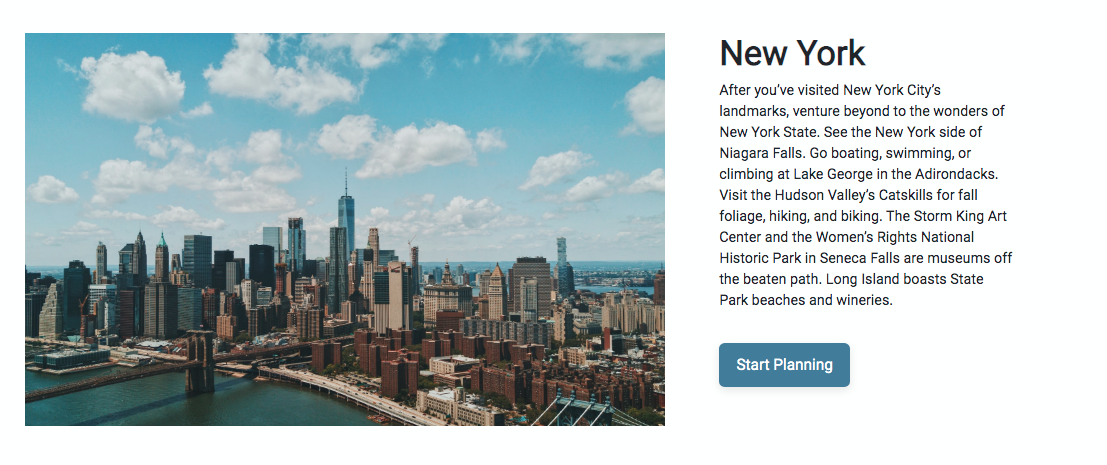 New York
After you’ve visited New York City’s
landmarks, venture beyond to the wonders of
New York State. See the New York side of
Niagara Falls. Go boating, swimming, or
climbing at Lake George in the Adirondacks.
Visit the Hudson Valley’s Catskills for fall
foliage, hiking, and biking. The Storm King Art
Center and the Women’s Rights National
Historic Park in Seneca Falls are museums off
the beaten path. Long Island boasts State
Park beaches and wineries.
Start Planning